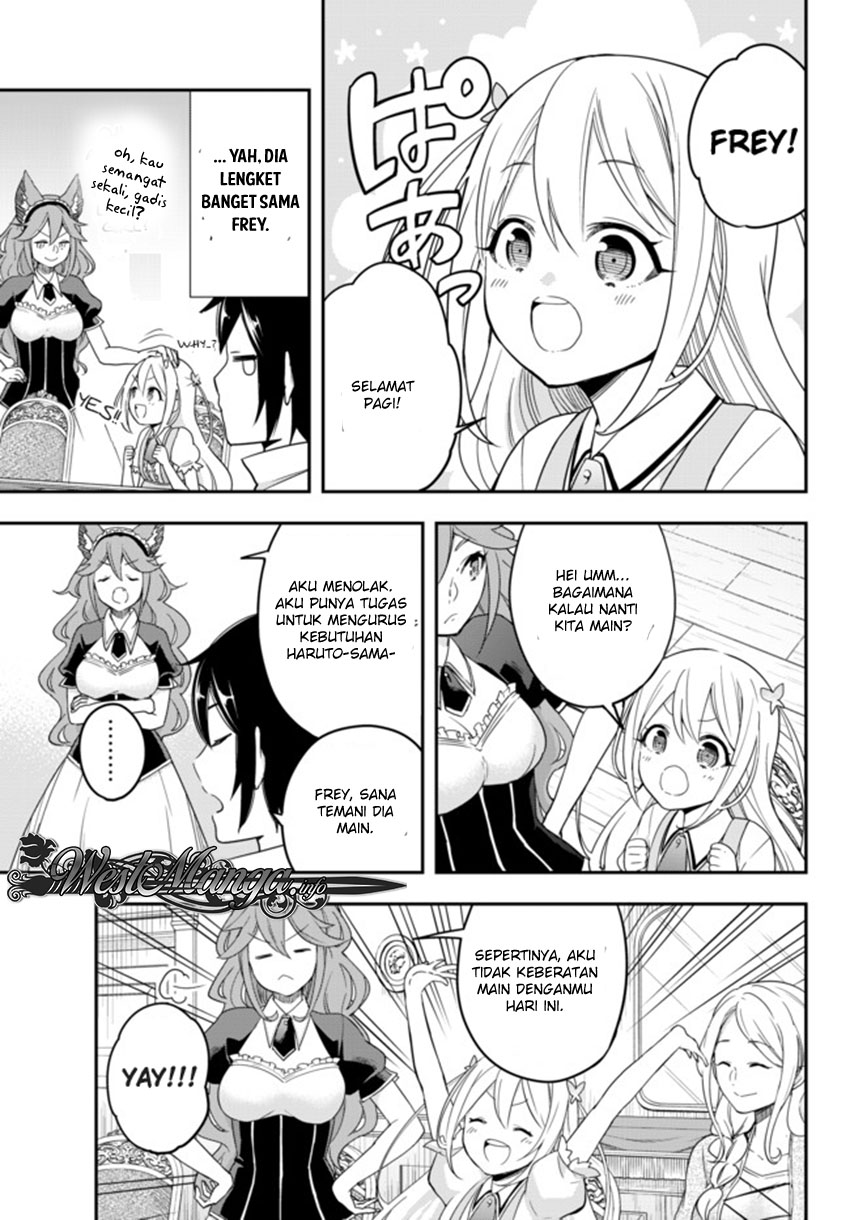 FREY!
ぱあっ
SELAMAT
PAGI!
... YAH, DIA
LENGKET
BANGET SAMA
FREY.
oh, kau
semangat
sekali, gadis
kecil?
WHY..?
YES!!
HEI UMM...
BAGAIMANA
KALAU NANTI
KITA MAIN?
AKU MENOLAK.
AKU PUNYA TUGAS
UNTUK MENGURUS
KEBUTUHAN
HARUTO-SAMA-
FREY, SANA
TEMANI DIA
MAIN.
........
WestManga.info
SEPERTINYA, AKU
TIDAK KEBERATAN
MAIN DENGANMU
HARI INI.
YAY!!!